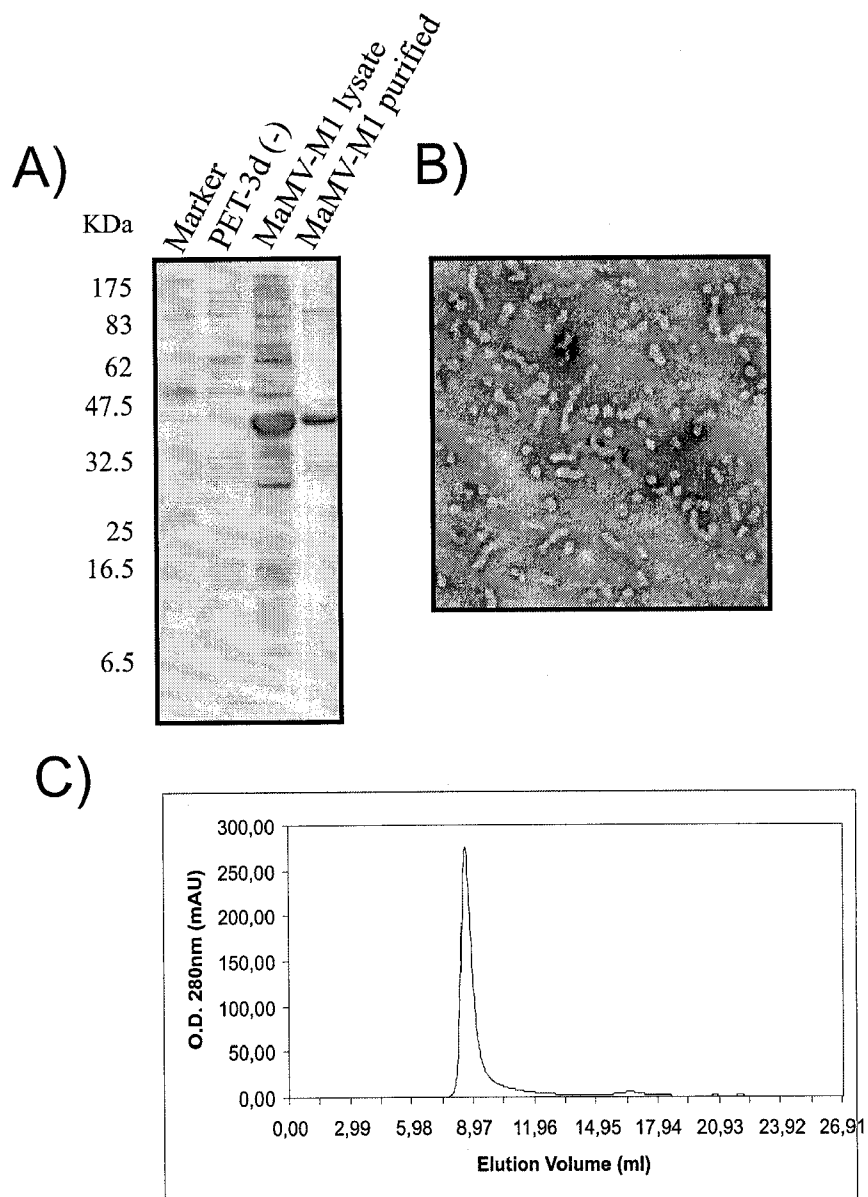 A)
KDa
Marker
PET-3d (-)
MaMV-M1 lysate
MaMV-M1 purified
175
83
62
47.5
32.5
25
16.5
6.5
B)
C)
300,00
250,00
200,00
150,00
100,00
50,00
0,00
O.D. 280nm (mAU)
0,00 2,99 5,98 8,97 11,96 14,95 17,94 20,93 23,92 26,91
Elution Volume (ml)